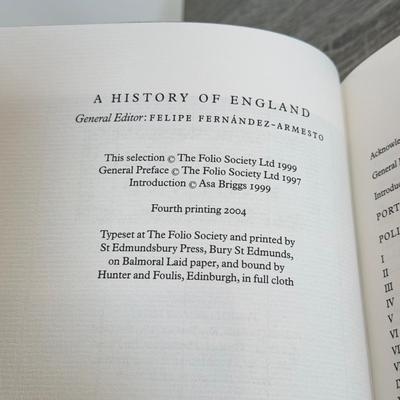 A HISTORY OF ENGLAND
General Editor: FELIPE FERNÁNDEZ-ARMESTO
This selection © The Folio Society Ltd 1999
General Preface © The Folio Society Ltd 1997
Introduction © Asa Briggs 1999
Fourth printing 2004
Typeset at The Folio Society and printed by
St Edmundsbury Press, Bury St Edmunds,
on Balmoral Laid paper, and bound by
Hunter and Foulis, Edinburgh, in full cloth
I
II
III
IV
V